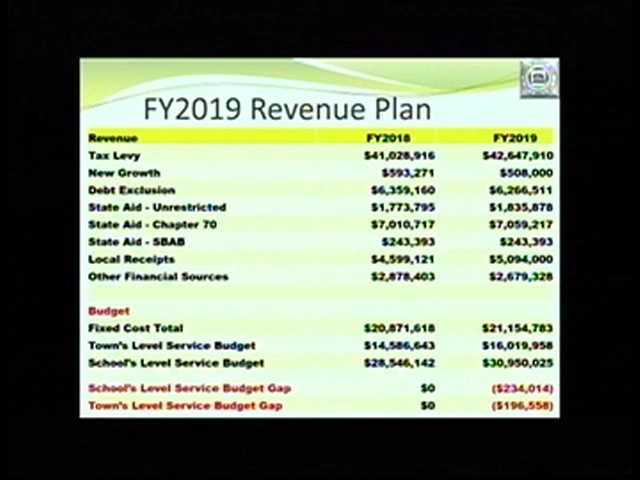 FY2019 Revenue Plan
Revenue FY2018 FY2019
Tax Levy $41,028,916 $42,647,910
New Growth $593,271 $508,000
Debt Exclusion $6,359,160 $6,266,511
State Aid - Unrestricted $1,773,795 $1,835,878
State Aid - Chapter 70 $7,010,717 $7,059,217
State Aid - SBAB $243,393 $243,393
Local Receipts $4,599,121 $5,094,000
Other Financial Sources $2,878,403 $2,679,328
Budget
Fixed Cost Total $20,871,618 $21,154,783
Town's Level Service Budget $14,586,643 $16,019,958
School's Level Service Budget $28,546,142 $30,950,025
School's Level Service Budget Gap $0 ($234,014)
Town's Level Service Budget Gap $0 ($196,558)